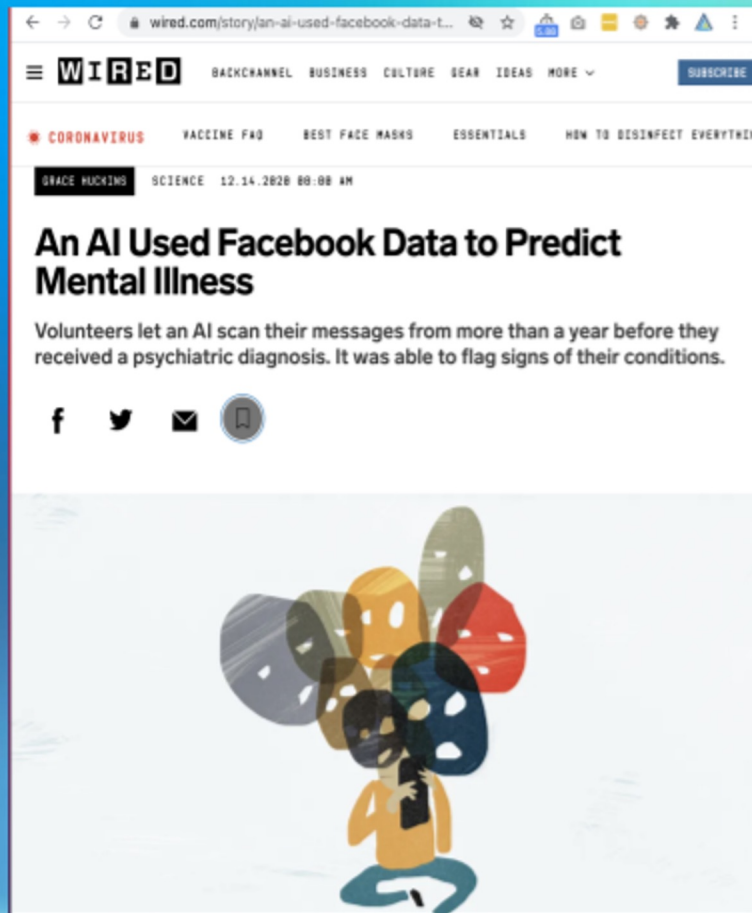 wired.com/story/an-ai-used-facebook-data-t...
5.00
WIRED BACKCHANNEL BUSINESS CULTURE GEAR IDEAS MORE SUBSCRIBE
CORONAVIRUS VACCINE FAQ BEST FACE MASKS ESSENTIALS HOW TO DISINFECT EVERYTHI
GRACE HUCKINS SCIENCE 12.14.2020 08:00 AM
An AI Used Facebook Data to Predict
Mental Illness
Volunteers let an AI scan their messages from more than a year before they
received a psychiatric diagnosis. It was able to flag signs of their conditions.